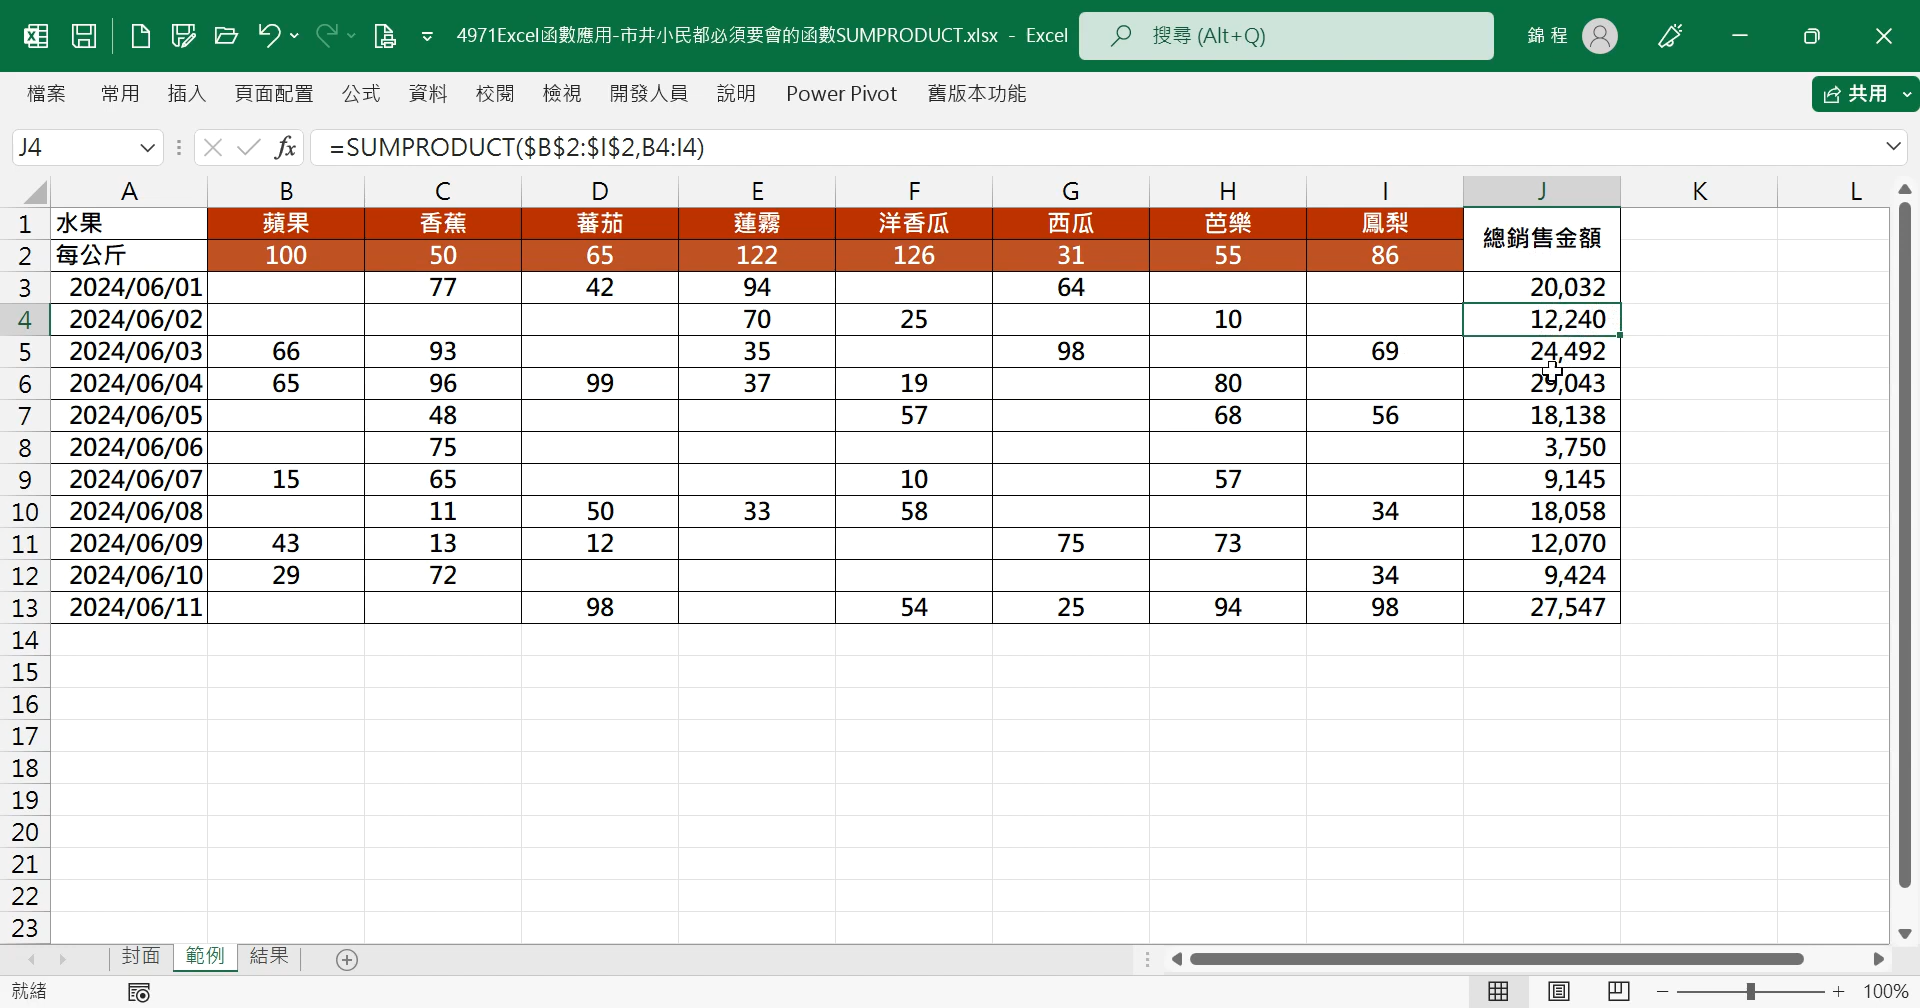 4971Excel函數應用-市井小民都必須要會的函數SUMPRODUCT.xlsx - Excel 搜尋 (Alt+Q) 錦 程
檔案 常用 插入 頁面配置 公式 資料 校閱 檢視 開發人員 說明 Power Pivot 舊版本功能 共用
J4 fx =SUMPRODUCT($B$2:$I$2,B4:I4)
A B C D E F G H I J K L
1 水果 蘋果 香蕉 蕃茄 蓮霧 洋香瓜 西瓜 芭樂 鳳梨 總銷售金額
2 每公斤 100 50 65 122 126 31 55 86
3 2024/06/01 77 42 94 64 20,032
4 2024/06/02 70 25 10 12,240
5 2024/06/03 66 93 35 98 69 24,492
6 2024/06/04 65 96 99 37 19 80 29,043
7 2024/06/05 48 57 68 56 18,138
8 2024/06/06 75 3,750
9 2024/06/07 15 65 10 57 9,145
10 2024/06/08 11 50 33 58 34 18,058
11 2024/06/09 43 13 12 75 73 12,070
12 2024/06/10 29 72 34 9,424
13 2024/06/11 98 54 25 94 98 27,547
14
15
16
17
18
19
20
21
22
23
封面 範例 結果
就緒 100%